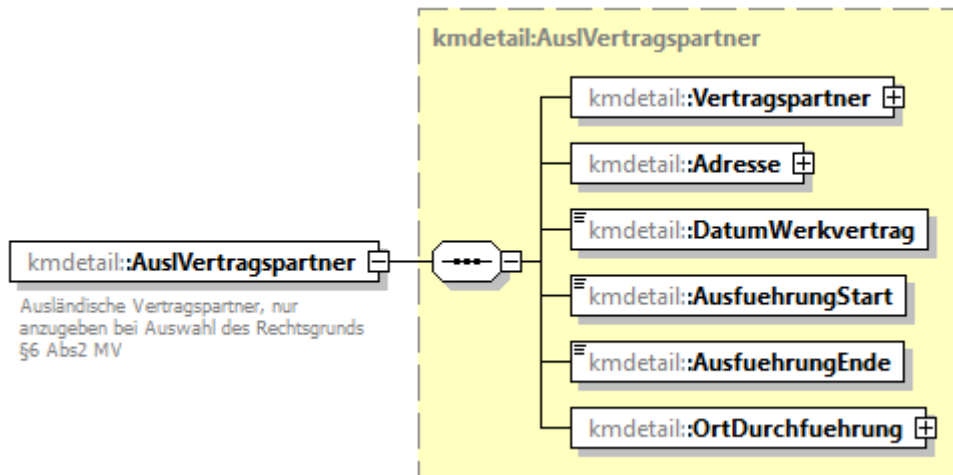 kmdetail:AuslVertragspartner
kmdetail::Vertragspartner
kmdetail::Adresse
kmdetail::DatumWerkvertrag
kmdetail::AuslVertragspartner
Ausländische Vertragspartner, nur
anzugeben bei Auswahl des Rechtsgrunds
§6 Abs2 MV
kmdetail::AusfuehrungStart
kmdetail::AusfuehrungEnde
kmdetail::OrtDurchfuehrung